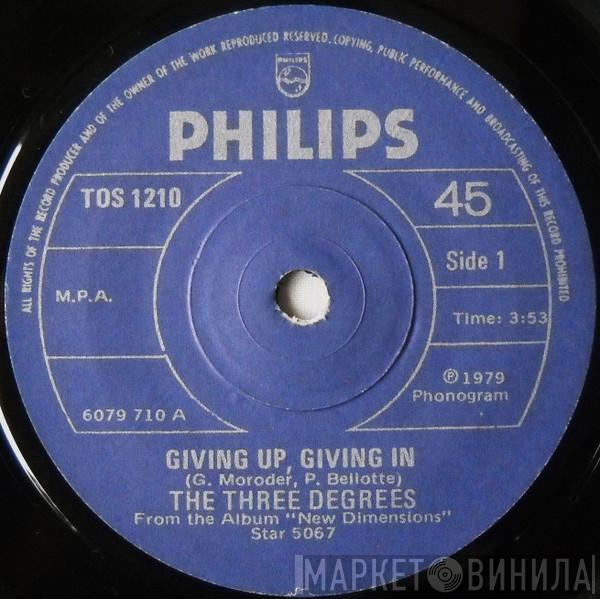 ALL RIGHTS OF THE RECORD PRODUCER AND OF THE OWNER OF THE WORK REPRODUCED RESERVED. COPYING, PUBLIC PERFORMANCE AND BROADCASTING OF THIS RECORD PROHIBITED
PHILIPS
PHILIPS
TOS 1210
45
Side 1
M.P.A.
Time: 3:53
℗ 1979
Phonogram
6079 710 A
GIVING UP, GIVING IN
(G. Moroder, P. Bellotte)
THE THREE DEGREES
From the Album "New Dimensions"
Star 5067
МАРКЕТ ВИНИЛА